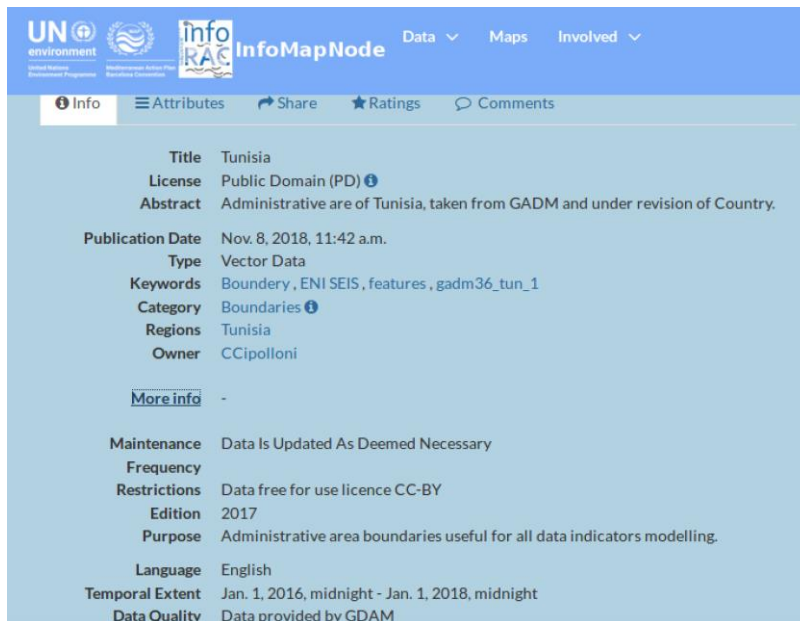 UN
environment
United Nations
Environment Programme
Mediterranean Action Plan
Barcelona Convention
info
RAC
InfoMapNode
Data
Maps
Involved
Info
Attributes
Share
Ratings
Comments
Title Tunisia
License Public Domain (PD)
Abstract Administrative are of Tunisia, taken from GADM and under revision of Country.
Publication Date Nov. 8, 2018, 11:42 a.m.
Type Vector Data
Keywords Boundery , ENI SEIS , features , gadm36_tun_1
Category Boundaries
Regions Tunisia
Owner CCipolloni
More info -
Maintenance Data Is Updated As Deemed Necessary
Frequency
Restrictions Data free for use licence CC-BY
Edition 2017
Purpose Administrative area boundaries useful for all data indicators modelling.
Language English
Temporal Extent Jan. 1, 2016, midnight - Jan. 1, 2018, midnight
Data Quality Data provided by GDAM